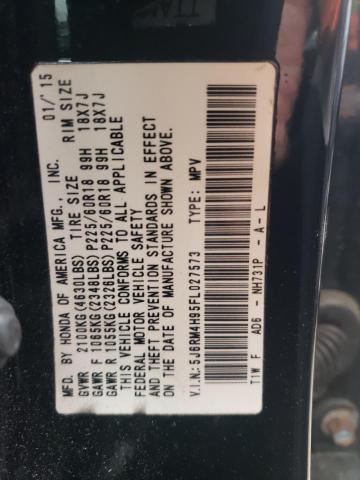 MFD. BY HONDA OF AMERICA MFG., INC. 01/'15
TIRE SIZE RIM SIZE
GVWR 2100KG(4630LBS)
GAWR F 1065KG(2348LBS)P225/60R18 99H 18X7J
GAWR R 1055KG(2326LBS)P225/60R18 99H 18X7J
THIS VEHICLE CONFORMS TO ALL APPLICABLE
FEDERAL MOTOR VEHICLE SAFETY
AND THEFT PREVENTION STANDARDS IN EFFECT
ON THE DATE OF MANUFACTURE SHOWN ABOVE.
V.I.N.:5J6RM4H95FL027573 TYPE: MPV
T1W F AD6 - NH731P - A - L